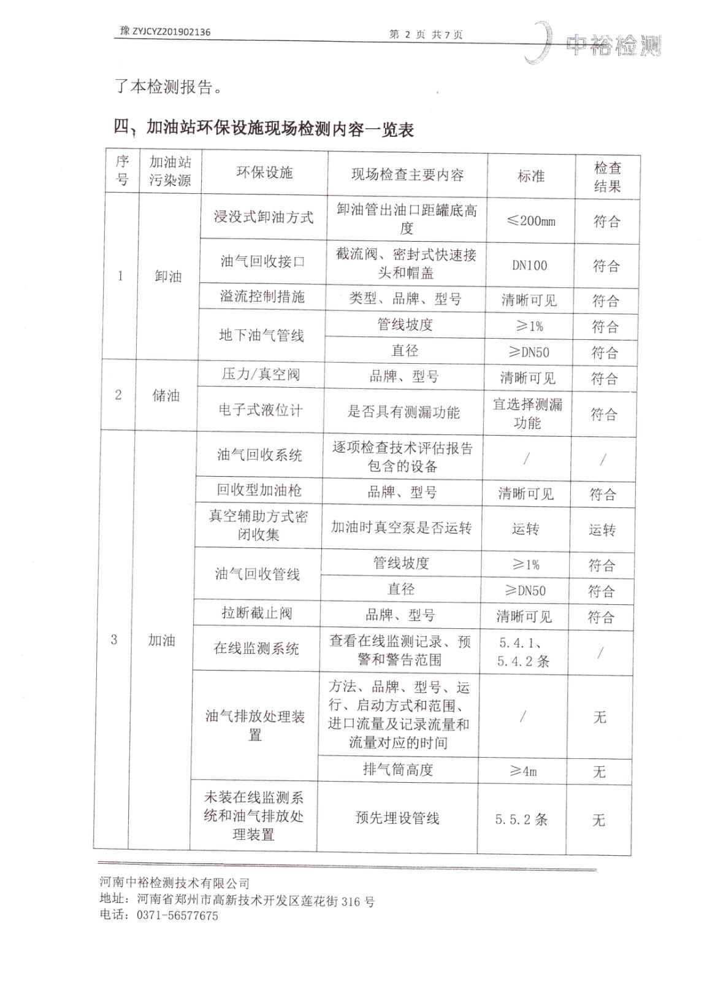 豫 ZYJCYZ201902136
第 2 页 共 7 页
中裕检测
了本检测报告。
四、加油站环保设施现场检测内容一览表
序号 加油站污染源 环保设施 现场检查主要内容 标准 检查结果
1 卸油 浸没式卸油方式 卸油管出油口距罐底高度 ≤200mm 符合
油气回收接口 截流阀、密封式快速接头和帽盖 DN100 符合
溢流控制措施 类型、品牌、型号 清晰可见 符合
地下油气管线 管线坡度 ≥1% 符合
直径 ≥DN50 符合
2 储油 压力/真空阀 品牌、型号 清晰可见 符合
电子式液位计 是否具有测漏功能 宜选择测漏功能 符合
3 加油 油气回收系统 逐项检查技术评估报告包含的设备 / /
回收型加油枪 品牌、型号 清晰可见 符合
真空辅助方式密闭收集 加油时真空泵是否运转 运转 运转
油气回收管线 管线坡度 ≥1% 符合
直径 ≥DN50 符合
拉断截止阀 品牌、型号 清晰可见 符合
在线监测系统 查看在线监测记录、预警和警告范围 5.4.1、5.4.2 条 /
油气排放处理装置 方法、品牌、型号、运行、启动方式和范围、进口流量及记录流量和流量对应的时间 / 无
排气筒高度 ≥4m 无
未装在线监测系统和油气排放处理装置 预先埋设管线 5.5.2 条 无
河南中裕检测技术有限公司
地址：河南省郑州市高新技术开发区莲花街 316 号
电话：0371-56577675